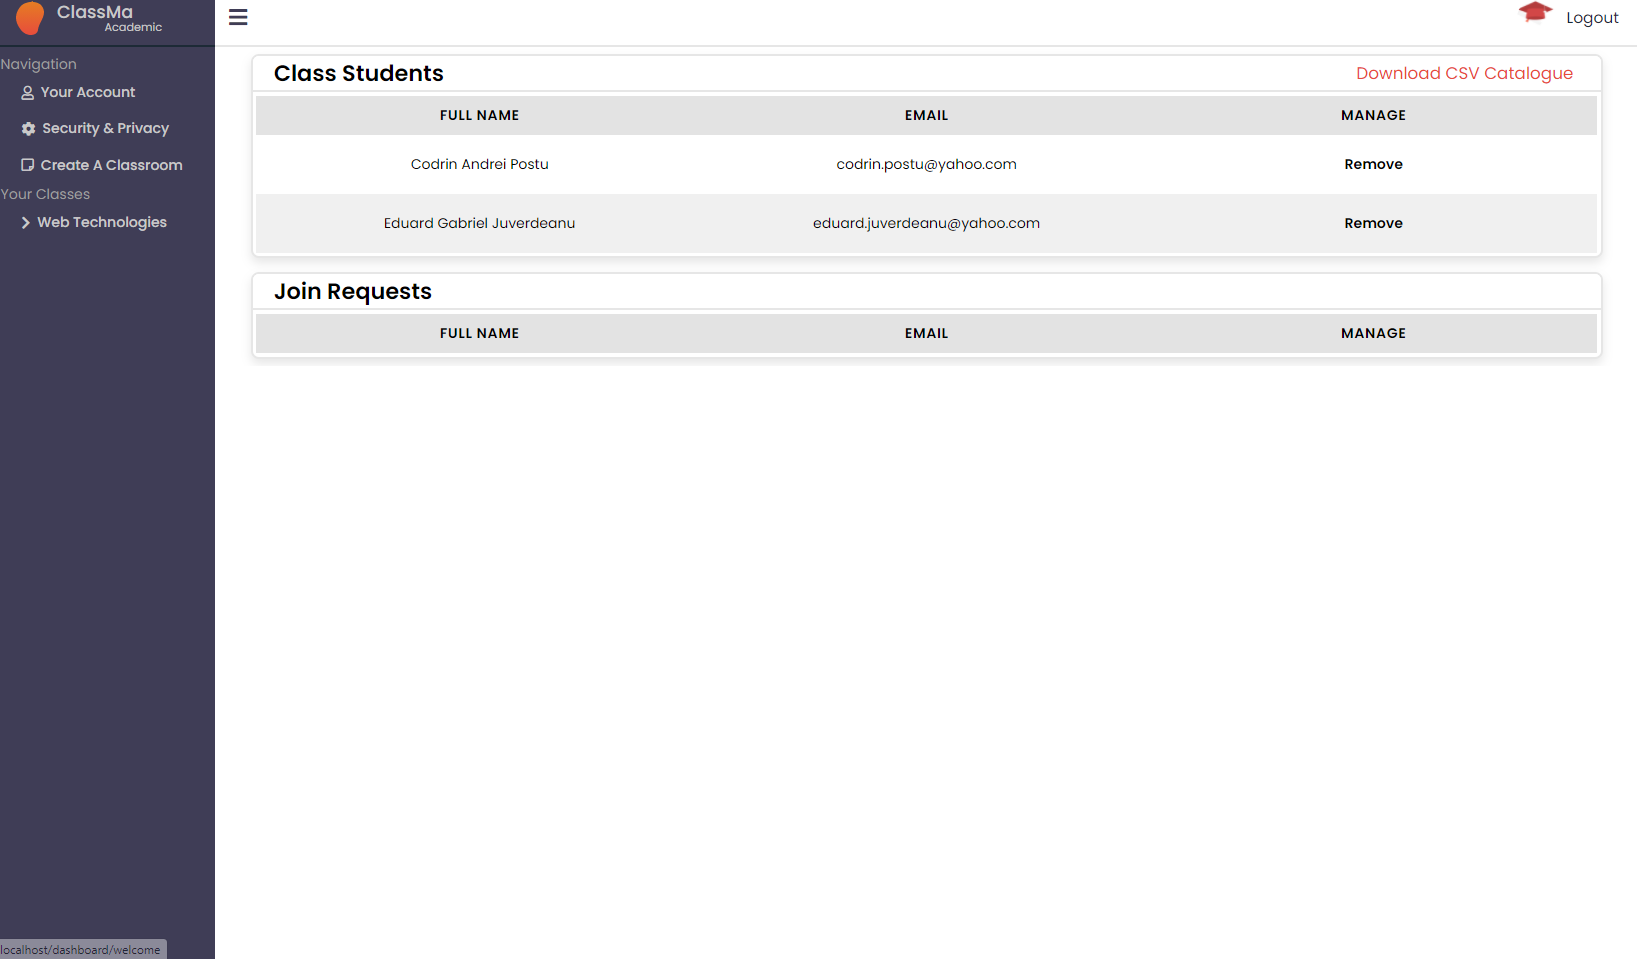 ClassMa
Academic
Logout
Navigation
Your Account
Security & Privacy
Create A Classroom
Your Classes
Web Technologies
Class Students
Download CSV Catalogue
FULL NAME EMAIL MANAGE
Codrin Andrei Postu codrin.postu@yahoo.com Remove
Eduard Gabriel Juverdeanu eduard.juverdeanu@yahoo.com Remove
Join Requests
FULL NAME EMAIL MANAGE
localhost/dashboard/welcome